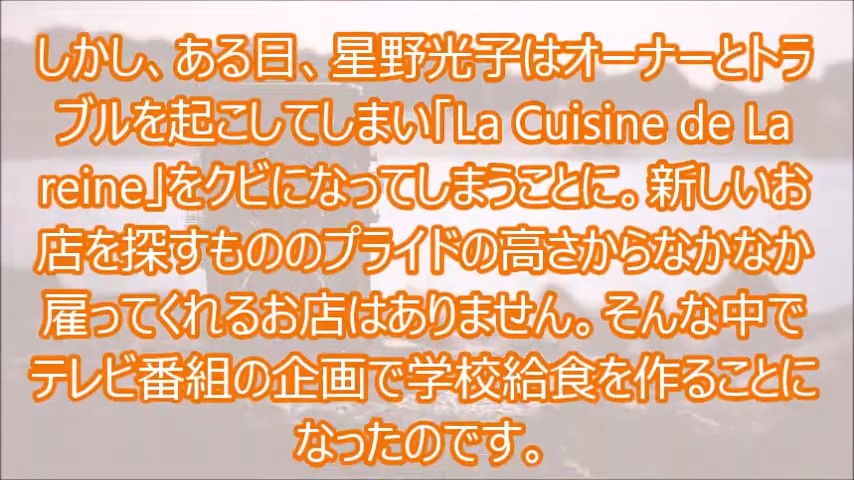 しかし、ある日、星野光子はオーナーとトラ
ブルを起こしてしまい「La Cuisine de La
reine」をクビになってしまうことに。新しいお
店を探すもののプライドの高さからなかなか
雇ってくれるお店はありません。そんな中で
テレビ番組の企画で学校給食を作ることに
なったのです。